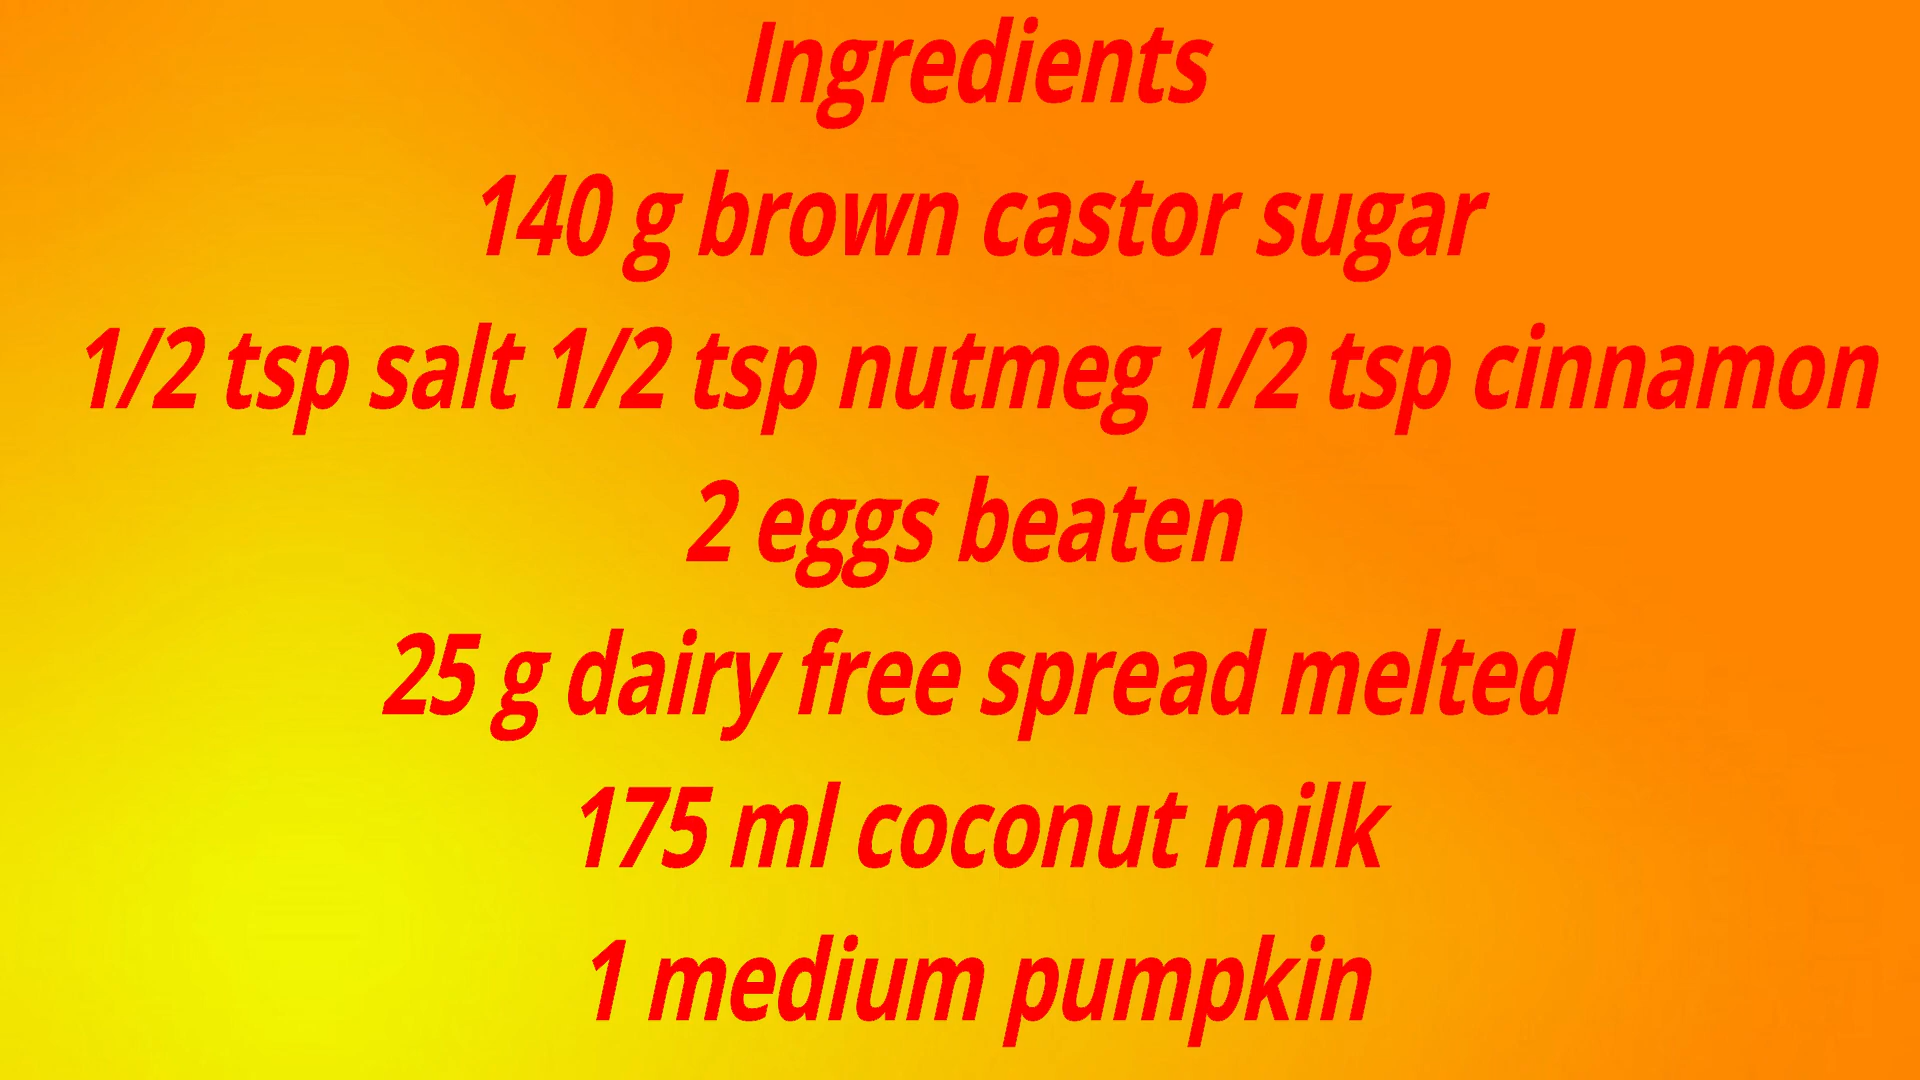 Ingredients
140 g brown castor sugar
1/2 tsp salt 1/2 tsp nutmeg 1/2 tsp cinnamon
2 eggs beaten
25 g dairy free spread melted
175 ml coconut milk
1 medium pumpkin